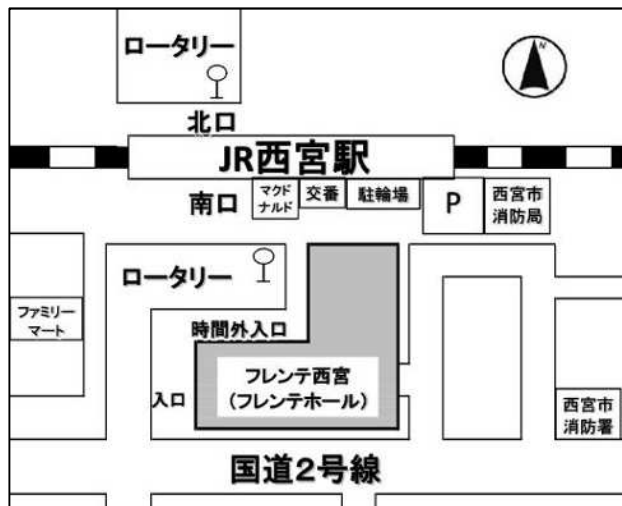 ロータリー
N
北口
JR西宮駅
南口
マクド
ナルド
交番
駐輪場
P
西宮市
消防局
ロータリー
ファミリー
マート
時間外入口
入口
フレンテ西宮
(フレンテホール)
西宮市
消防署
国道2号線